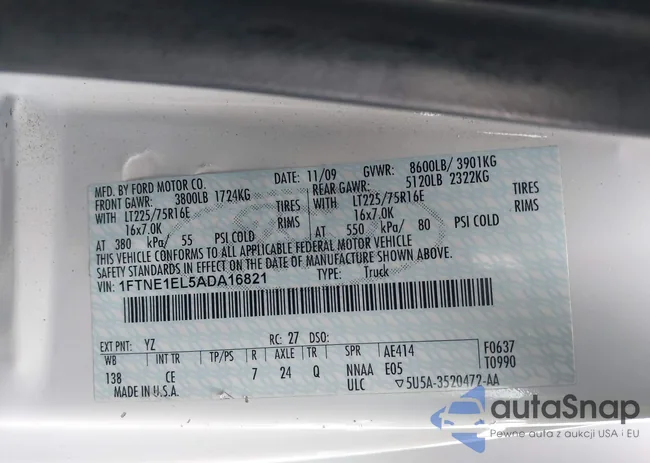 MFD. BY FORD MOTOR CO. DATE: 11/09 GVWR: 8600LB/ 3901KG
FRONT GAWR: 3800LB 1724KG REAR GAWR: 5120LB 2322KG
WITH LT225/75R16E TIRES WITH LT225/75R16E TIRES
16x7.0K RIMS 16x7.0K RIMS
AT 380 kPa/ 55 PSI COLD AT 550 kPa/ 80 PSI COLD
THIS VEHICLE CONFORMS TO ALL APPLICABLE FEDERAL MOTOR VEHICLE
SAFETY STANDARDS IN EFFECT ON THE DATE OF MANUFACTURE SHOWN ABOVE.
VIN: 1FTNE1EL5ADA16821 TYPE: Truck
EXT PNT: YZ RC: 27 DSO:
WB INT TR TP/PS R AXLE TR SPR AE414 F0637
138 CE 7 24 Q NNAA E05 T0990
MADE IN U.S.A. ULC ▽5U5A-3520472-AA
autaSnap
Pewne auta z aukcji USA i EU